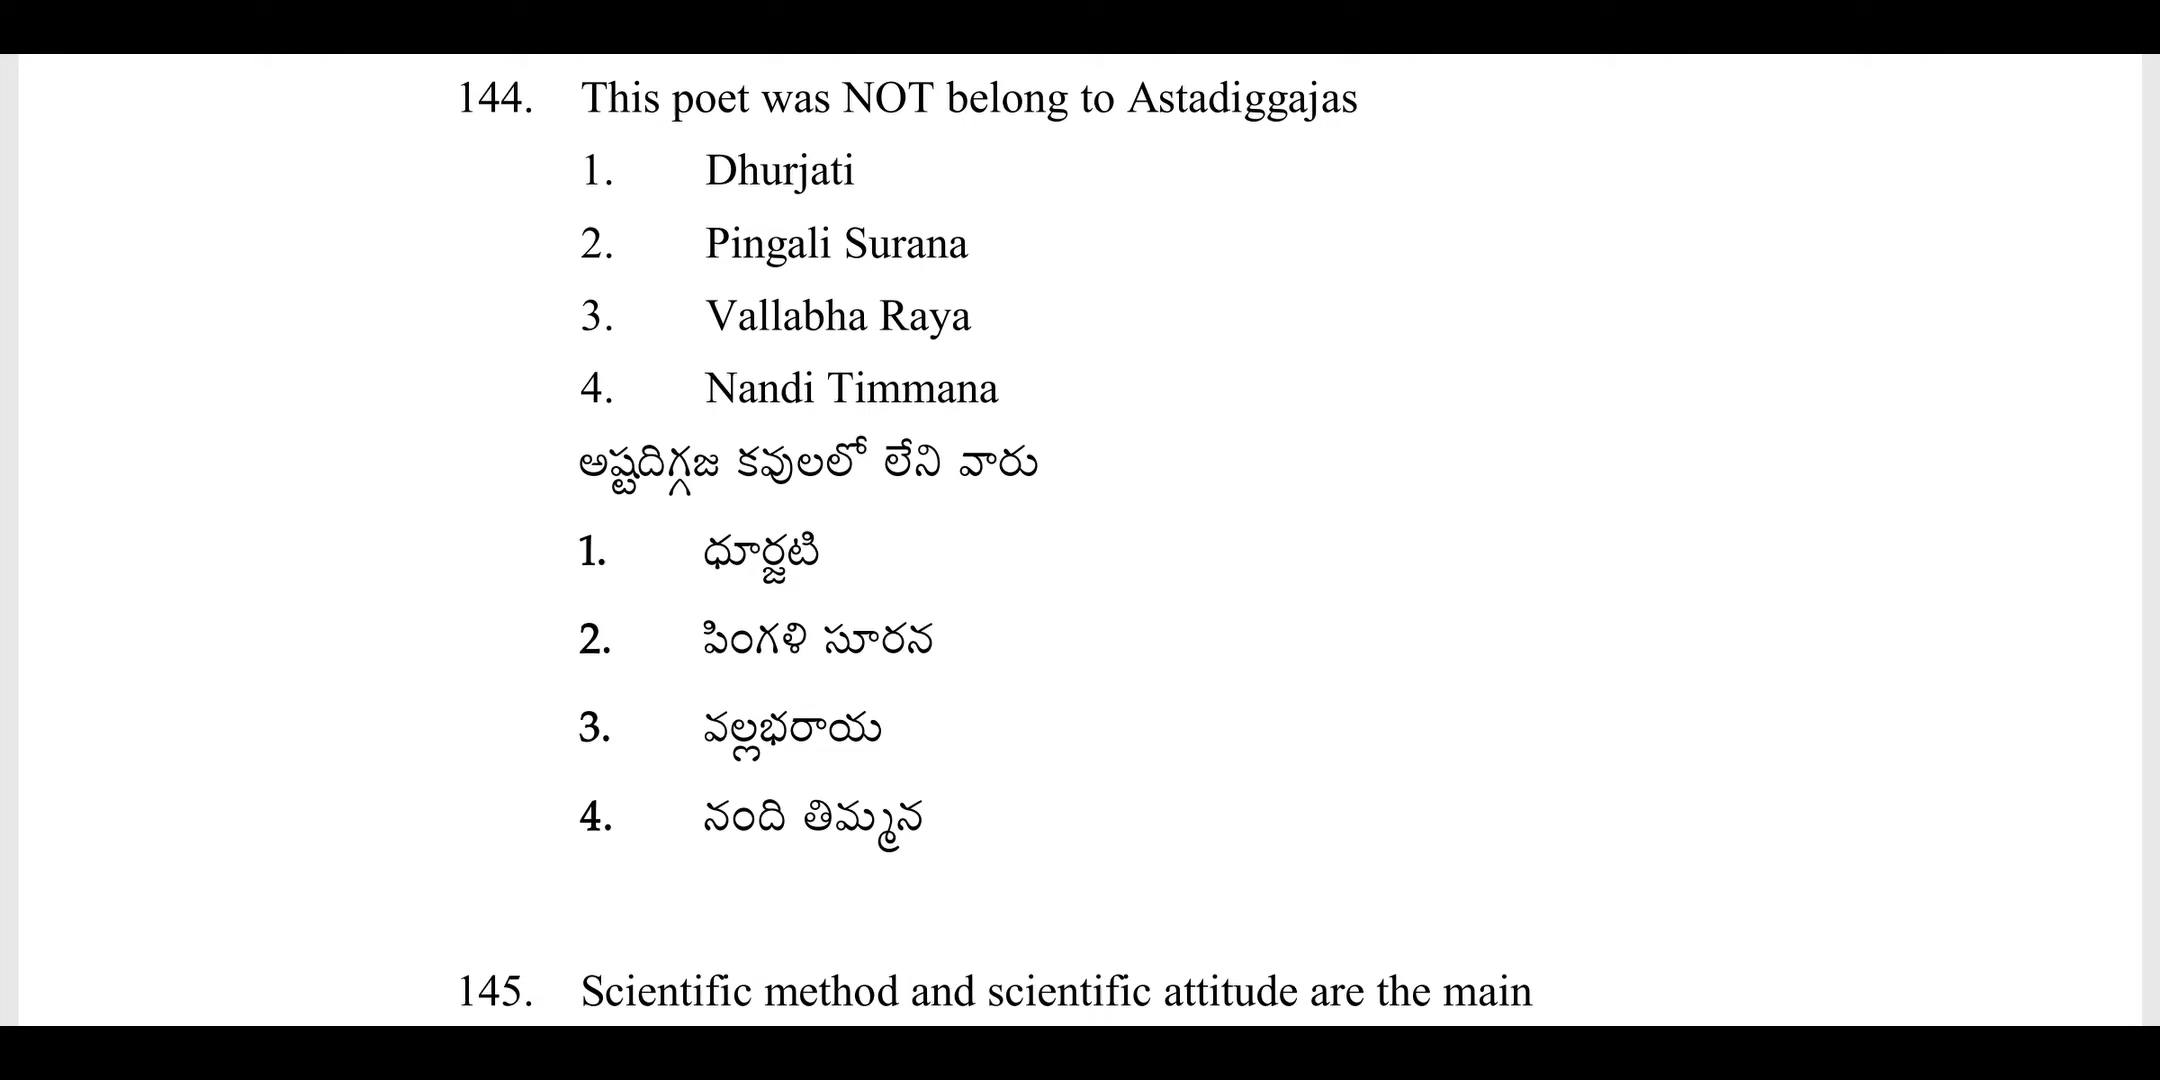 144. This poet was NOT belong to Astadiggajas
1. Dhurjati
2. Pingali Surana
3. Vallabha Raya
4. Nandi Timmana
అష్టదిగ్గజ కవులలో లేని వారు
1. ధూర్జటి
2. పింగళి సూరన
3. వల్లభరాయ
4. నంది తిమ్మన
145. Scientific method and scientific attitude are the main